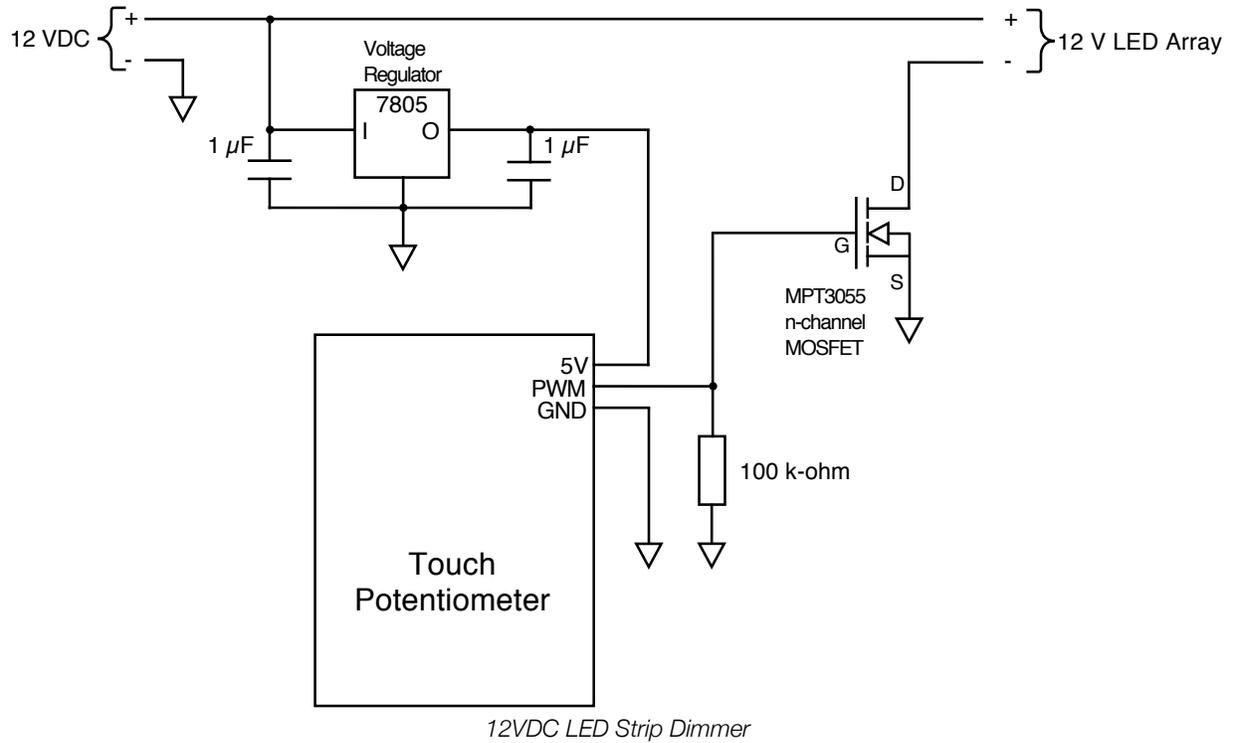 +
12 VDC
-
Voltage
Regulator
7805
I O
1 µF
1 µF
+
12 V LED Array
-
D
G
S
MPT3055
n-channel
MOSFET
5V
PWM
GND
100 k-ohm
Touch
Potentiometer
12VDC LED Strip Dimmer